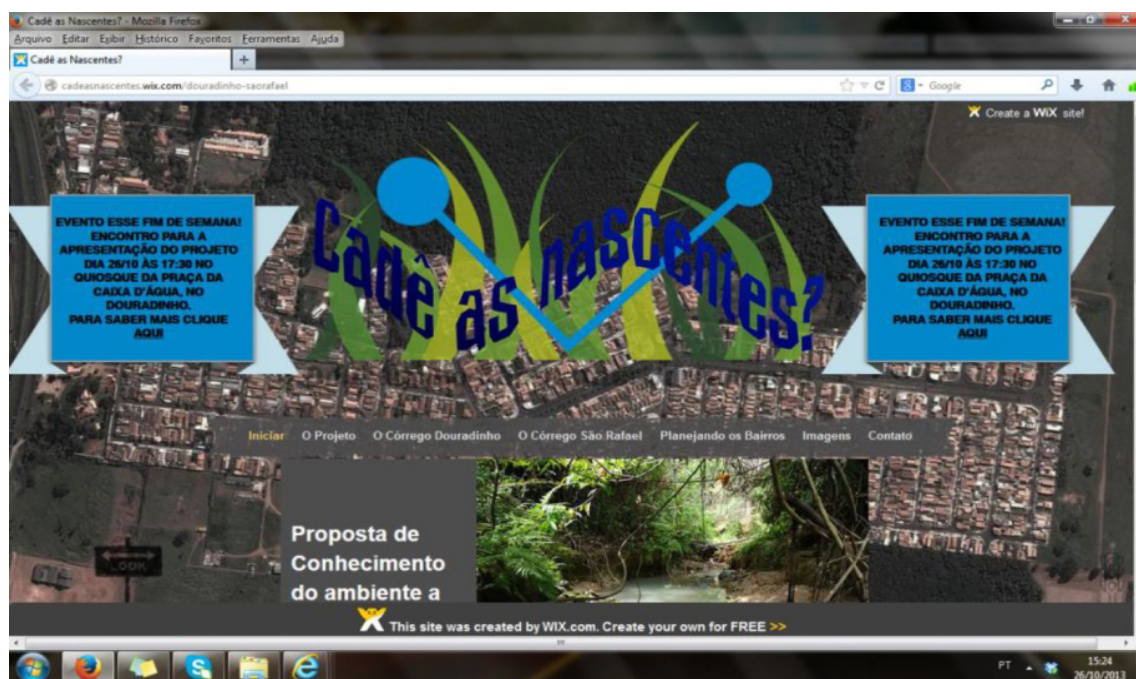 Cadê as Nascentes? - Mozilla Firefox
Arquivo Editar Exibir Histórico Favoritos Ferramentas Ajuda
Cadê as Nascentes?
cadeasnascentes.wix.com/douradinho-saorafael
Google
Create a WiX site!
EVENTO ESSE FIM DE SEMANA!
ENCONTRO PARA A
APRESENTAÇÃO DO PROJETO
DIA 26/10 ÀS 17:30 NO
QUIOSQUE DA PRAÇA DA
CAIXA D'ÁGUA, NO
DOURADINHO.
PARA SABER MAIS CLIQUE
AQUI
Cadê as nascentes?
EVENTO ESSE FIM DE SEMANA!
ENCONTRO PARA A
APRESENTAÇÃO DO PROJETO
DIA 26/10 ÀS 17:30 NO
QUIOSQUE DA PRAÇA DA
CAIXA D'ÁGUA, NO
DOURADINHO.
PARA SABER MAIS CLIQUE
AQUI
Iniciar O Projeto O Córrego Douradinho O Córrego São Rafael Planejando os Bairros Imagens Contato
Proposta de
Conhecimento
do ambiente a
LOOK
This site was created by WIX.com. Create your own for FREE >>
PT
15:24
26/10/2013